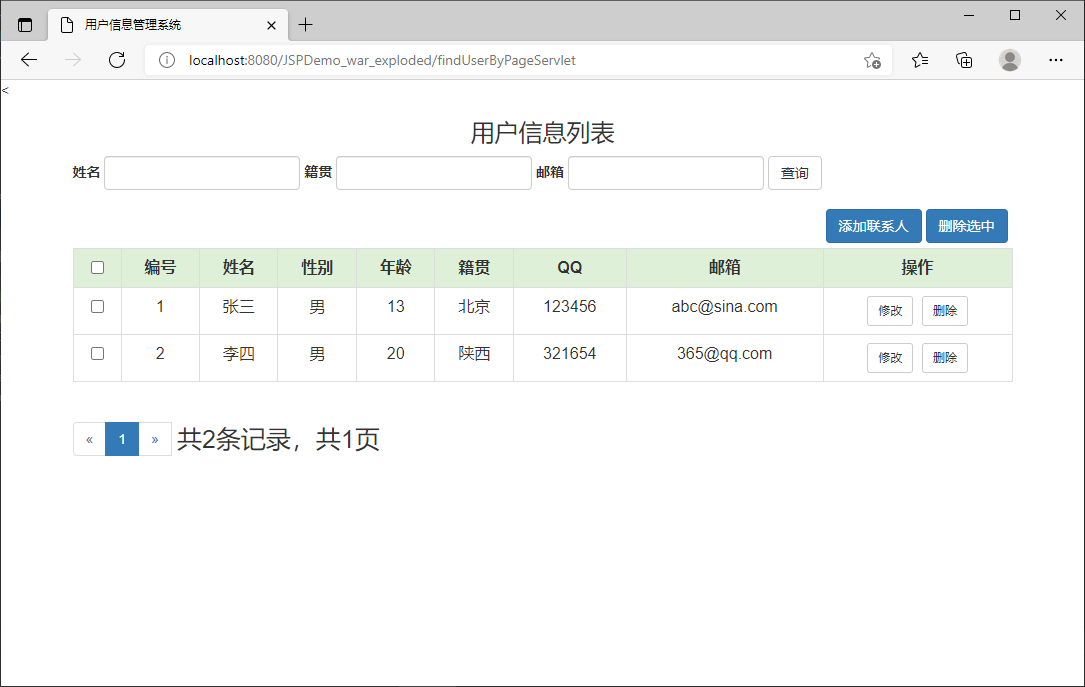 用户信息管理系统
localhost:8080/JSPDemo_war_exploded/findUserByPageServlet
<
用户信息列表
姓名 籍贯 邮箱 查询
添加联系人 删除选中
编号 姓名 性别 年龄 籍贯 QQ 邮箱 操作
1 张三 男 13 北京 123456 abc@sina.com 修改 删除
2 李四 男 20 陕西 321654 365@qq.com 修改 删除
« 1 » 共2条记录，共1页